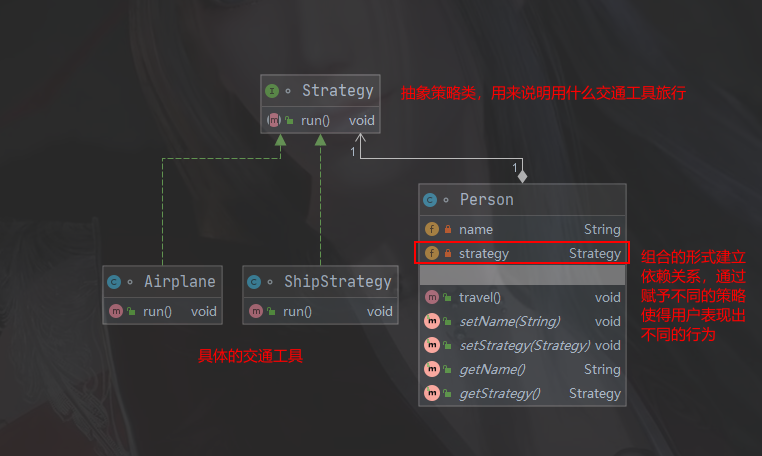 Strategy
run() void
抽象策略类，用来说明用什么交通工具旅行
1
1
Person
name String
strategy Strategy
travel() void
setName(String) void
setStrategy(Strategy) void
getName() String
getStrategy() Strategy
组合的形式建立
依赖关系，通过
赋予不同的策略
使得用户表现出
不同的行为
Airplane
run() void
ShipStrategy
run() void
具体的交通工具